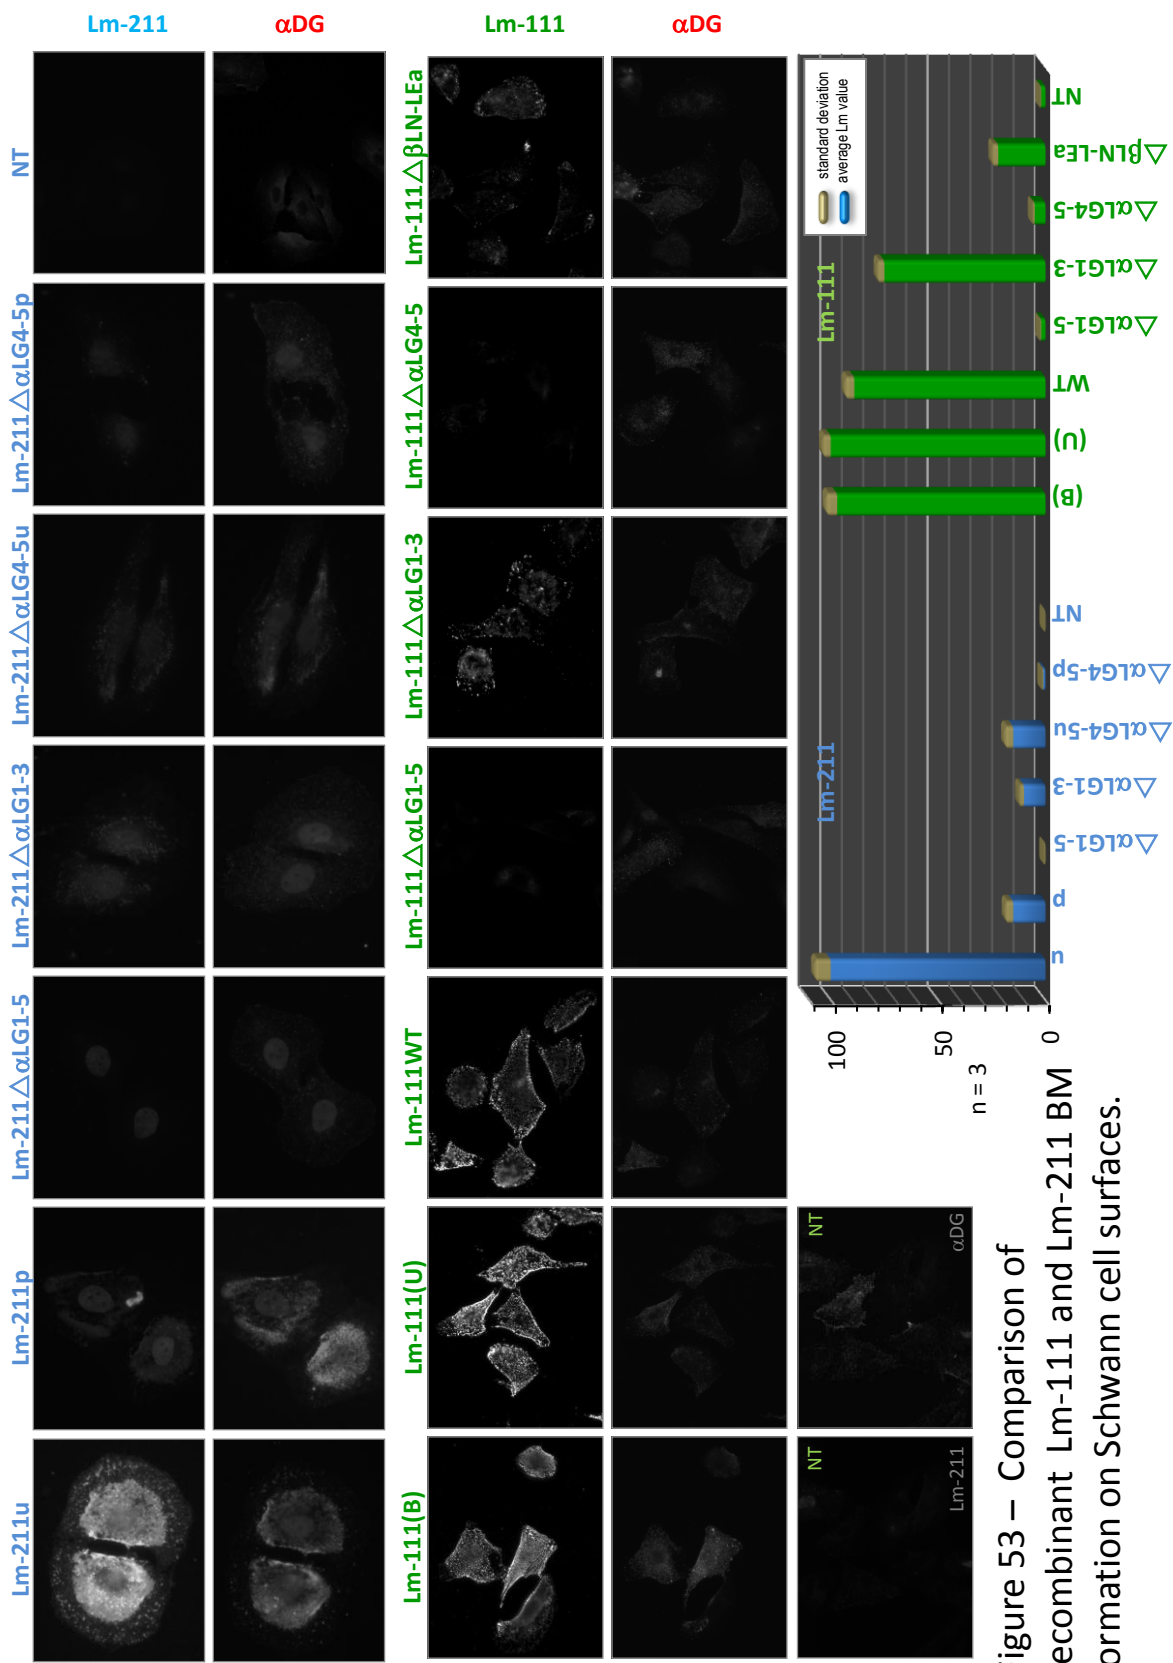 Lm-211
αDG
NT
Lm-211△αLG4-5p
Lm-211△αLG4-5u
Lm-211△αLG1-3
Lm-211△αLG1-5
Lm-211p
Lm-211u
Lm-111
αDG
Lm-111△βLN-LEa
Lm-111△αLG4-5
Lm-111△αLG1-3
Lm-111△αLG1-5
Lm-111WT
Lm-111(U)
Lm-111(B)
NT
Lm-211
NT
αDG
standard deviation
average Lm value
Lm-211
Lm-111
100
50
0
n = 3
u
p
△αLG1-5
△αLG1-3
△αLG4-5u
△αLG4-5p
NT
(B)
(U)
WT
△αLG1-5
△αLG1-3
△αLG4-5
△βLN-LEa
NT
igure 53 – Comparison of
ecombinant Lm-111 and Lm-211 BM
ormation on Schwann cell surfaces.